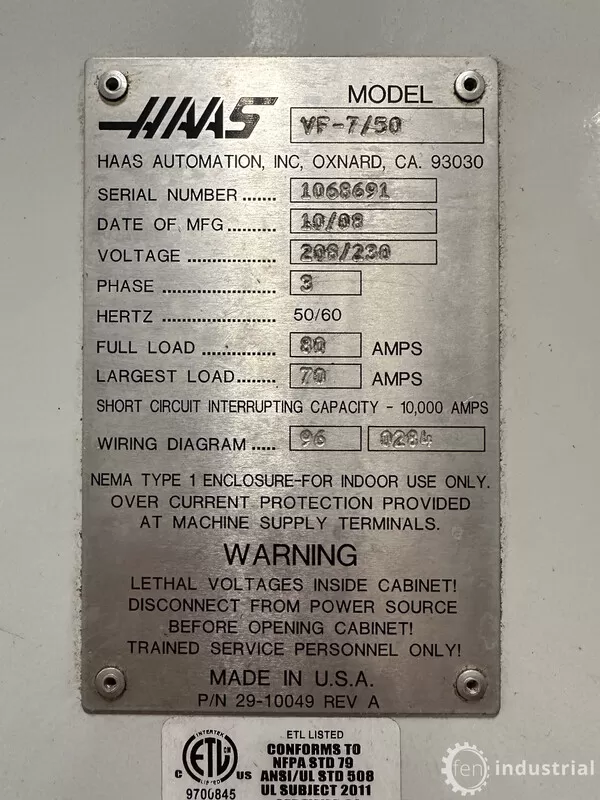 HAAS
MODEL
VF-7/50
HAAS AUTOMATION, INC, OXNARD, CA. 93030
SERIAL NUMBER ....... 1068691
DATE OF MFG .......... 10/08
VOLTAGE ................. 208/230
PHASE ..................... 3
HERTZ ..................... 50/60
FULL LOAD .............. 80 AMPS
LARGEST LOAD........ 70 AMPS
SHORT CIRCUIT INTERRUPTING CAPACITY - 10,000 AMPS
WIRING DIAGRAM ..... 96 0284
NEMA TYPE 1 ENCLOSURE-FOR INDOOR USE ONLY.
OVER CURRENT PROTECTION PROVIDED
AT MACHINE SUPPLY TERMINALS.
WARNING
LETHAL VOLTAGES INSIDE CABINET!
DISCONNECT FROM POWER SOURCE
BEFORE OPENING CABINET!
TRAINED SERVICE PERSONNEL ONLY!
MADE IN U.S.A.
P/N 29-10049 REV A
INTERTEK
C ETL CM US
LISTED
9700845
ETL LISTED
CONFORMS TO
NFPA STD 79
ANSI/UL STD 508
UL SUBJECT 2011
fen industrial